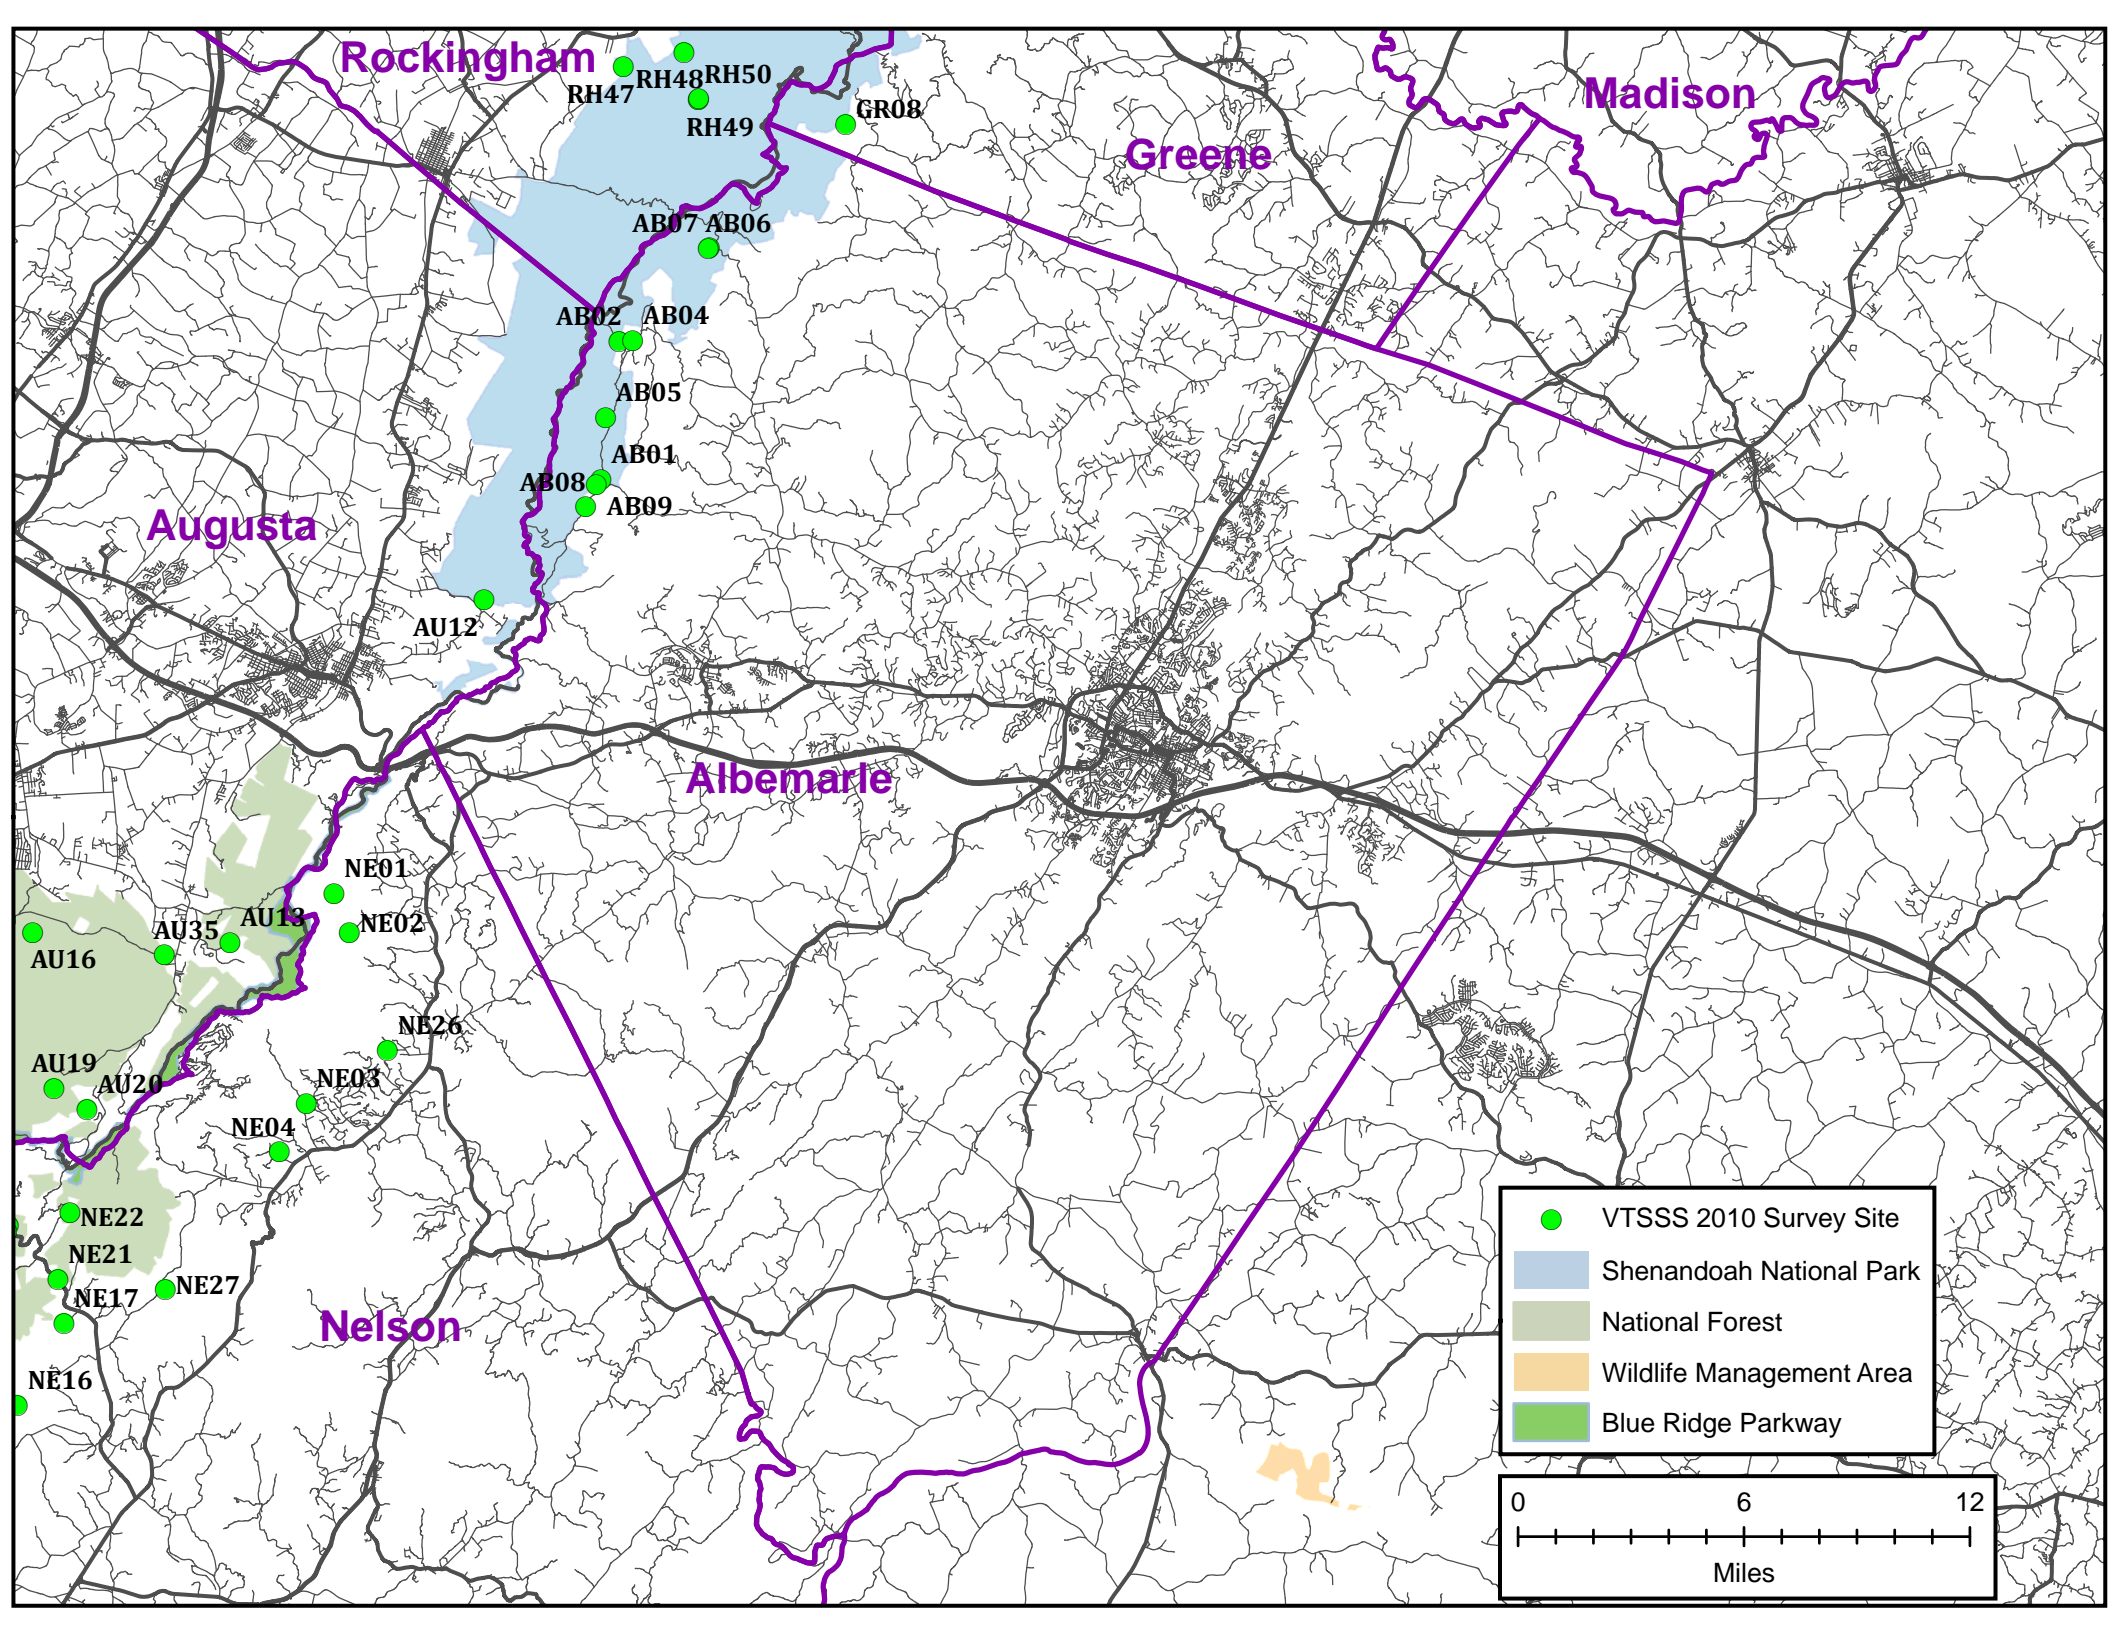 Rockingham
RH48
RH50
RH47
RH49
GR08
Madison
Greene
AB07
AB06
AB02
AB04
AB05
AB01
AB08
AB09
Augusta
AU12
Albemarle
NE01
AU13
AU35
NE02
AU16
NE26
AU19
AU20
NE03
NE04
NE22
NE21
NE27
NE17
Nelson
NE16
VTSSS 2010 Survey Site
Shenandoah National Park
National Forest
Wildlife Management Area
Blue Ridge Parkway
0 6 12
Miles